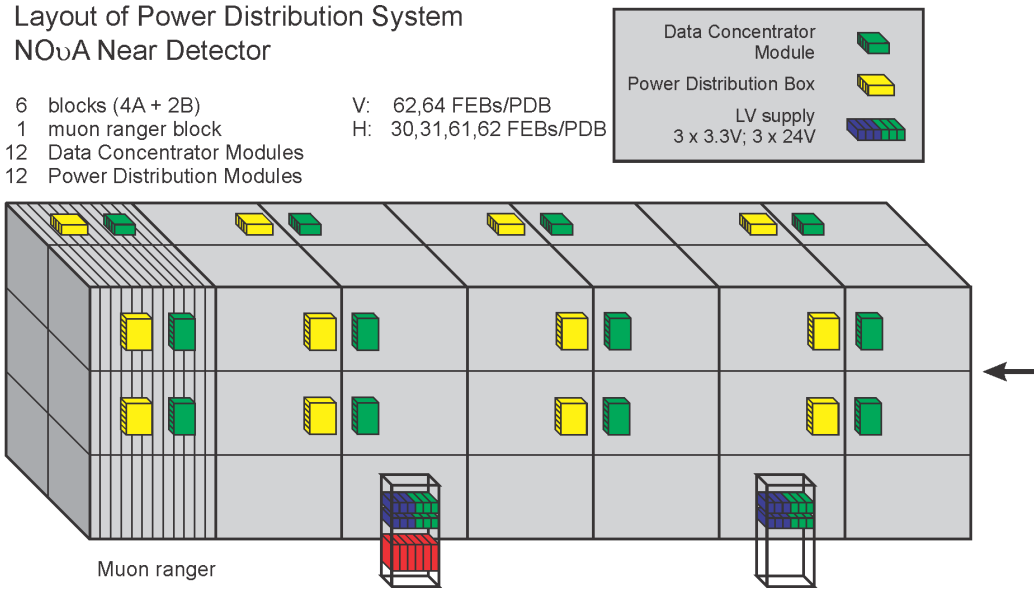 Layout of Power Distribution System
NOυA Near Detector
6 blocks (4A + 2B)
1 muon ranger block
12 Data Concentrator Modules
12 Power Distribution Modules
V: 62,64 FEBs/PDB
H: 30,31,61,62 FEBs/PDB
Data Concentrator
Module
Power Distribution Box
LV supply
3 x 3.3V; 3 x 24V
Muon ranger